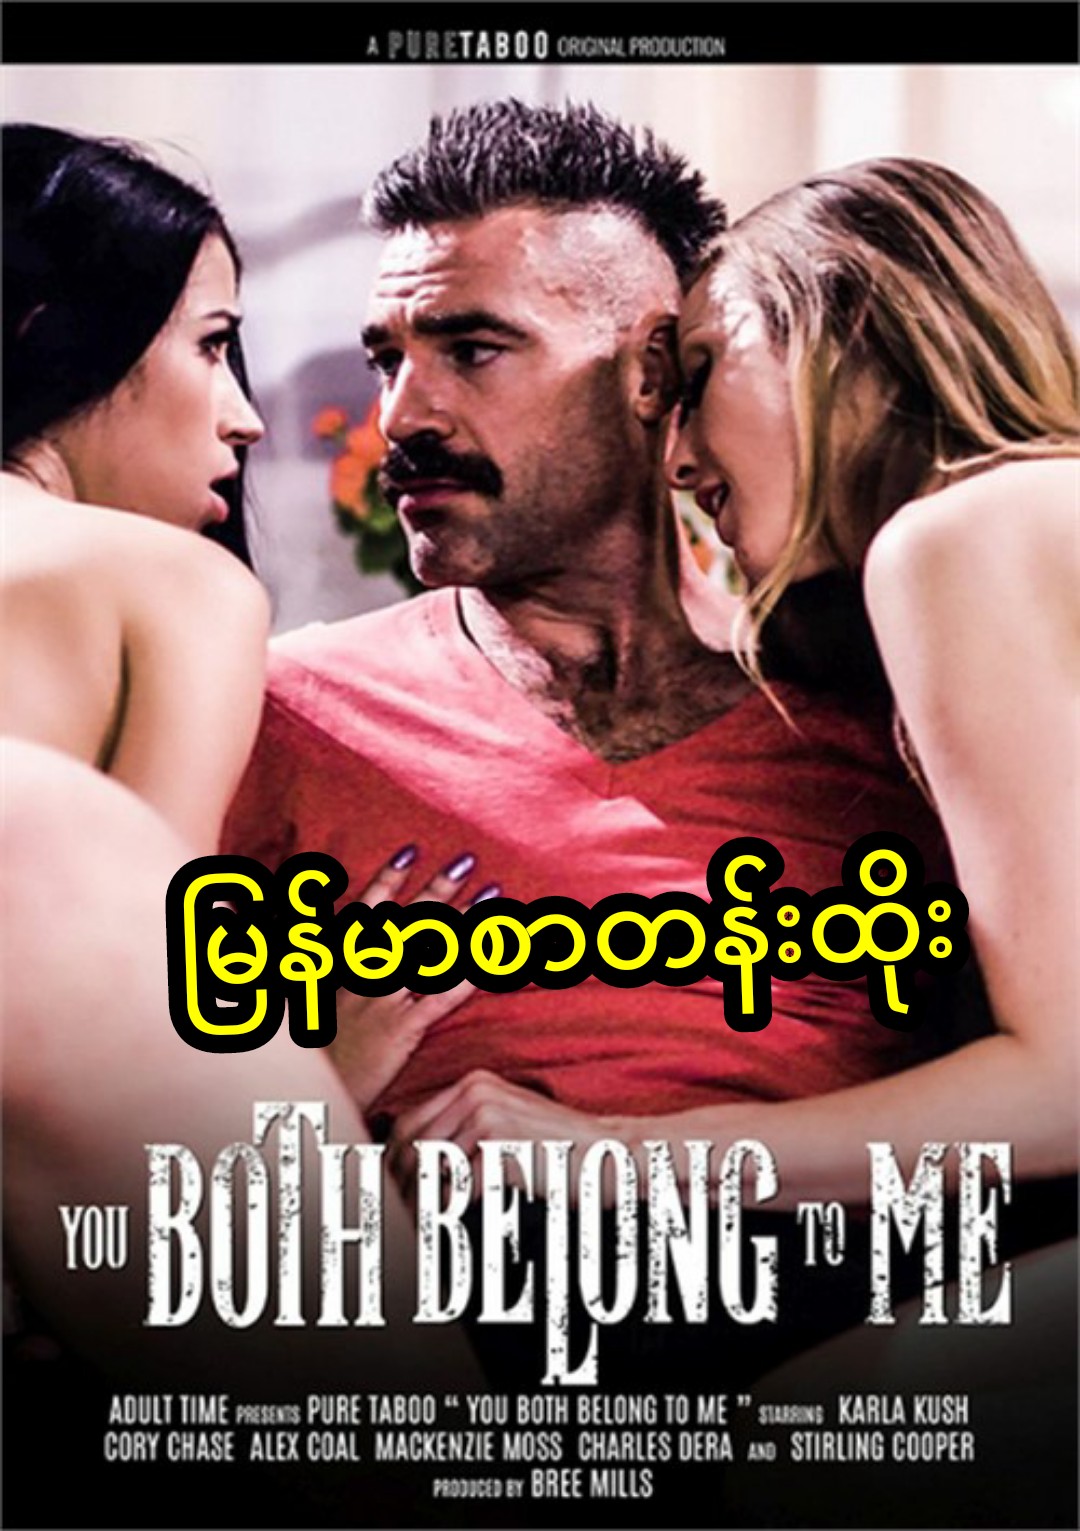 A PURETABOO ORIGINAL PRODUCTION
မြန်မာစာတန်းထိုး
YOU BOTH BELONG TO ME
ADULT TIME PRESENTS PURE TABOO “ YOU BOTH BELONG TO ME ” STARRING KARLA KUSH
CORY CHASE ALEX COAL MACKENZIE MOSS CHARLES DERA AND STIRLING COOPER
PRODUCED BY BREE MILLS